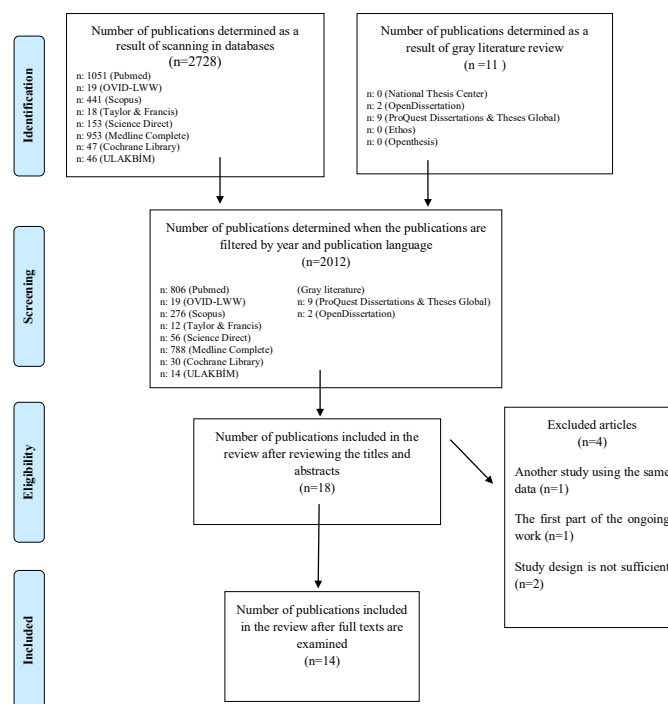 Identification
Number of publications determined as a
result of scanning in databases
(n=2728)
n: 1051 (Pubmed)
n: 19 (OVID-LWW)
n: 441 (Scopus)
n: 18 (Taylor & Francis)
n: 153 (Science Direct)
n: 953 (Medline Complete)
n: 47 (Cochrane Library)
n: 46 (ULAKBİM)
Number of publications determined as
a result of gray literature review
(n =11 )
n: 0 (National Thesis Center)
n: 2 (OpenDissertation)
n: 9 (ProQuest Dissertations & Theses Global)
n: 0 (Ethos)
n: 0 (Openthesis)
Screening
Number of publications determined when the publications are
filtered by year and publication language
(n=2012)
n: 806 (Pubmed)
n: 19 (OVID-LWW)
n: 276 (Scopus)
n: 12 (Taylor & Francis)
n: 56 (Science Direct)
n: 788 (Medline Complete)
n: 30 (Cochrane Library)
n: 14 (ULAKBİM)
(Gray literature)
n: 9 (ProQuest Dissertations & Theses Global)
n: 2 (OpenDissertation)
Eligibility
Number of publications included in the
review after reviewing the titles and
abstracts
(n=18)
Excluded articles
(n=4)
Another study using the same
data (n=1)
The first part of the ongoing
work (n=1)
Study design is not sufficient
(n=2)
Included
Number of publications included
in the review after full texts are
examined
(n=14)